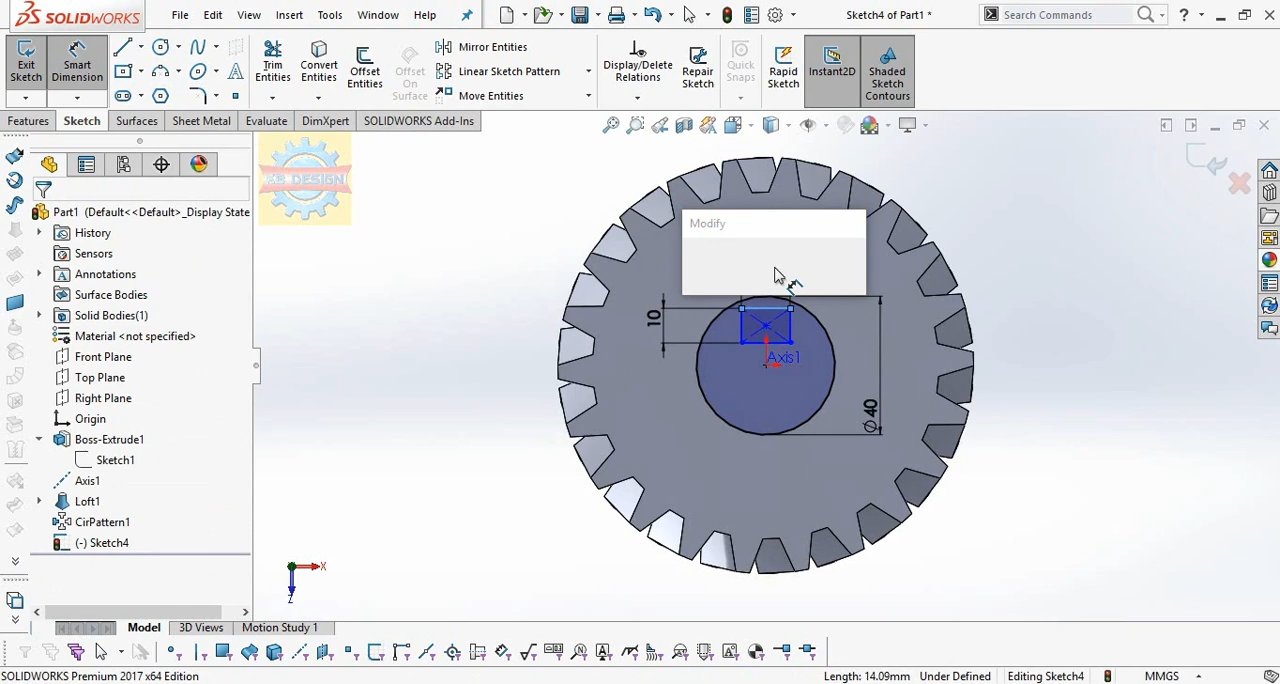 SOLIDWORKS
File Edit View Insert Tools Window Help
Sketch4 of Part1 *
Search Commands
Exit Sketch
Smart Dimension
Trim Entities
Convert Entities
Offset Entities
Offset On Surface
Mirror Entities
Linear Sketch Pattern
Move Entities
Display/Delete Relations
Repair Sketch
Quick Snaps
Rapid Sketch
Instant2D
Shaded Sketch Contours
Features Sketch Surfaces Sheet Metal Evaluate DimXpert SOLIDWORKS Add-Ins
KB DESIGN
Part1 (Default<<Default>_Display State
History
Sensors
Annotations
Surface Bodies
Solid Bodies(1)
Material <not specified>
Front Plane
Top Plane
Right Plane
Origin
Boss-Extrude1
Sketch1
Axis1
Loft1
CirPattern1
(-) Sketch4
Modify
10
Axis1
⌀ 40
X
Z
Model 3D Views Motion Study 1
SOLIDWORKS Premium 2017 x64 Edition
Length: 14.09mm Under Defined Editing Sketch4 MMGS